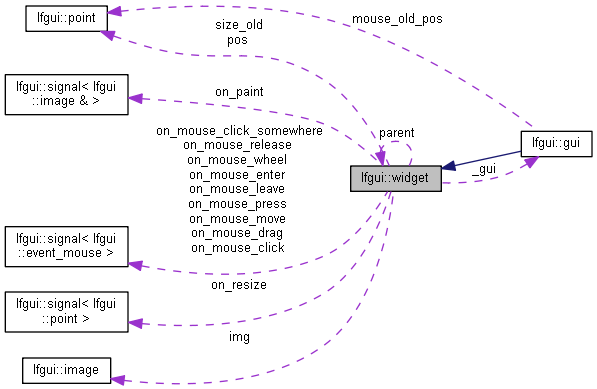 lfgui::point
size_old
pos
mouse_old_pos
lfgui::signal< lfgui
::image & >
on_paint
on_mouse_click_somewhere
on_mouse_release
on_mouse_wheel
on_mouse_enter
on_mouse_leave
on_mouse_press
on_mouse_move
on_mouse_drag
on_mouse_click
parent
lfgui::gui
lfgui::widget
_gui
lfgui::signal< lfgui
::event_mouse >
on_resize
lfgui::signal< lfgui
::point >
img
lfgui::image